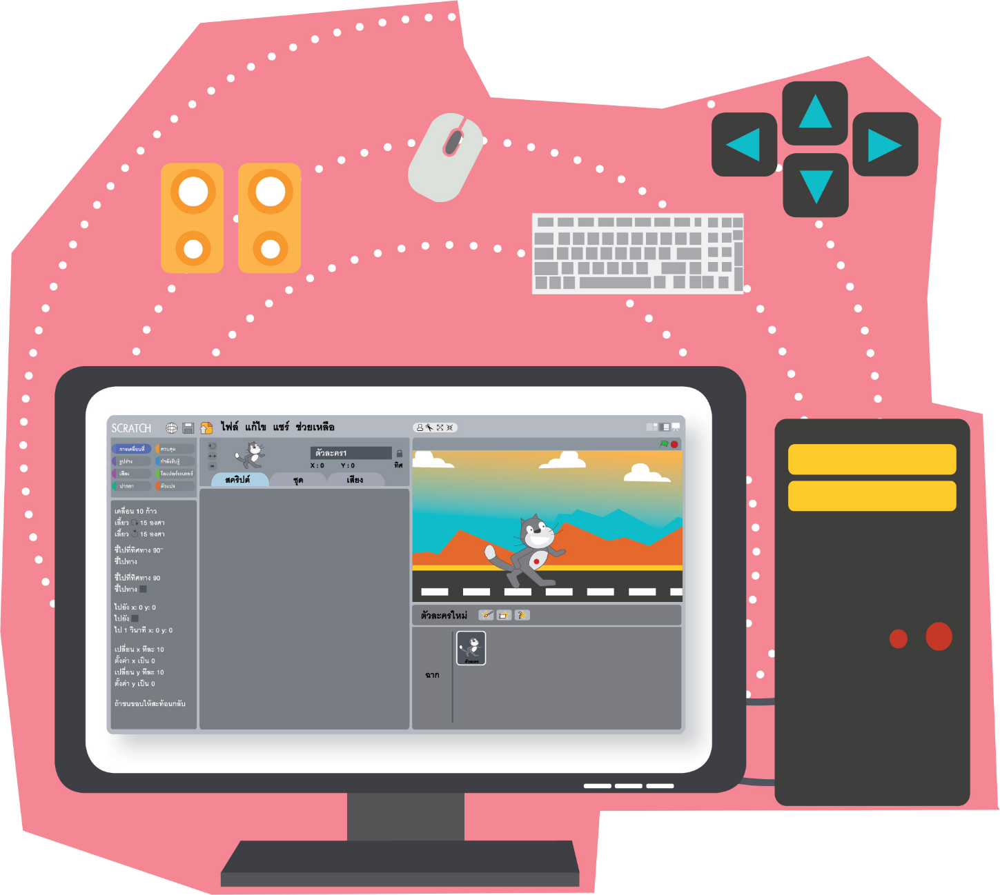 SCRATCH ไฟล์ แก้ไข แชร์ ช่วยเหลือ
การเคลื่อนที่ ควบคุม
รูปร่าง กำลังรับรู้
เสียง โอเปอร์เรเตอร์
ปากกา ตัวแปร
ตัวละคร1
X : 0 Y : 0 ทิศ
สคริปต์ ชุด เสียง
เคลื่อน 10 ก้าว
เลี้ยว 15 องศา
เลี้ยว 15 องศา
ชี้ไปที่ทิศทาง 90
ชี้ไปทาง
ชี้ไปที่ทิศทาง 90
ชี้ไปทาง
ไปยัง x: 0 y: 0
ไปยัง
ไป 1 วินาที x: 0 y: 0
เปลี่ยน x ทีละ 10
ตั้งค่า x เป็น 0
เปลี่ยน y ทีละ 10
ตั้งค่า y เป็น 0
ถ้าชนขอบให้สะท้อนกลับ
ตัวละครใหม่
ตัวละคร
ฉาก